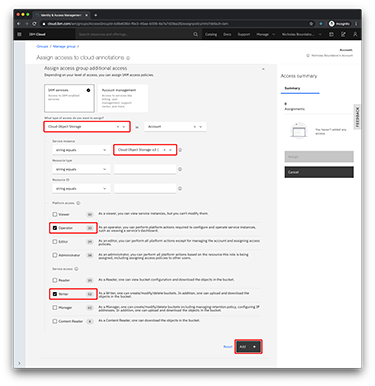 Identity & Access Management
cloud.ibm.com
Incognito
IBM Cloud
Search resources and offerings...
Catalog
Docs
Support
Manage
Groups / Manage group /
Assign access to cloud annotations
Account:
Assign access group additional access
Depending on your level of access, you can assign IAM access policies.
IAM services
Access to IAM enabled services
Account management
What type of access do you want to assign?
Cloud Object Storage
in
Account
Service instance
string equals
Cloud Object Storage
Resource type
string equals
Resource ID
string equals
Platform access
Viewer
As a viewer, you can view service instances, but you can't modify them.
Operator
As an operator, you can perform platform actions required to configure and operate service instances, such as viewing a service's dashboard.
Editor
As an editor, you can perform all platform actions except for managing the account and assigning access policies.
Administrator
As an administrator, you can perform all platform actions based on the resource this role is being assigned, including assigning access policies to other users.
Service access
Reader
As a Reader, one can view bucket configuration and download the objects in the bucket.
Writer
As a Writer, one can create/modify/delete buckets. In addition, one can upload and download the objects in the bucket.
Manager
As a Manager, one can create/modify/delete buckets including managing retention policy, configuring IP addresses. In addition, one can upload and download the objects in the bucket.
Content Reader
As a Content Reader, one can download the objects in the bucket.
Reset
Add +
Access summary
Summary
0
Assignments
You haven't added any access
Assign
Cancel
FEEDBACK